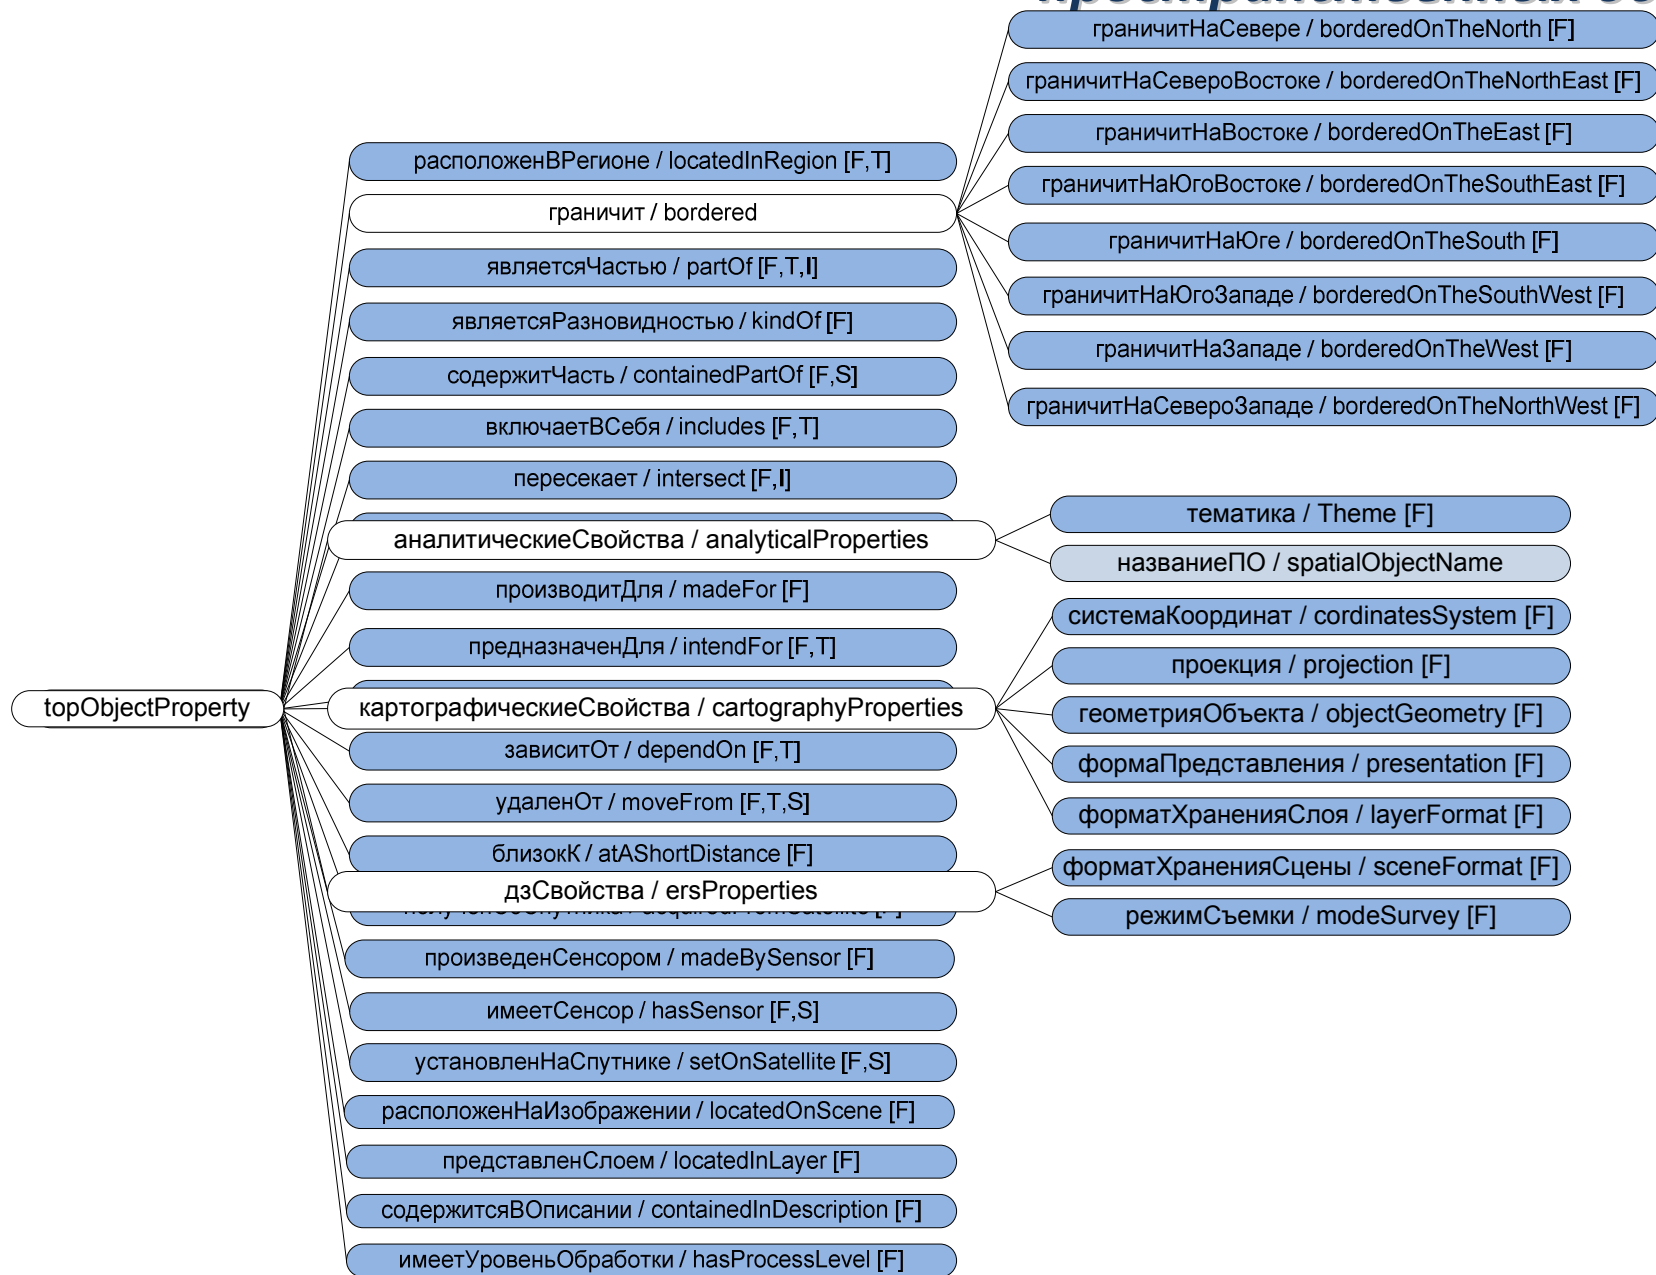 граничитНаСевере / borderedOnTheNorth [F]
граничитНаСевероВостоке / borderedOnTheNorthEast [F]
граничитНаВостоке / borderedOnTheEast [F]
граничитНаЮгоВостоке / borderedOnTheSouthEast [F]
граничитНаЮге / borderedOnTheSouth [F]
граничитНаЮгоЗападе / borderedOnTheSouthWest [F]
граничитНаЗападе / borderedOnTheWest [F]
граничитНаСевероЗападе / borderedOnTheNorthWest [F]
расположенВРегионе / locatedInRegion [F,T]
граничит / bordered
являетсяЧастью / partOf [F,T,I]
являетсяРазновидностью / kindOf [F]
содержитЧасть / containedPartOf [F,S]
включаетВСебя / includes [F,T]
пересекает / intersect [F,I]
аналитическиеСвойства / analyticalProperties
тематика / Theme [F]
названиеПО / spatialObjectName
производитДля / madeFor [F]
предназначенДля / intendFor [F,T]
topObjectProperty
картографическиеСвойства / cartographyProperties
системаКоординат / cordinatesSystem [F]
проекция / projection [F]
геометрияОбъекта / objectGeometry [F]
формаПредставления / presentation [F]
форматХраненияСлоя / layerFormat [F]
зависитОт / dependOn [F,T]
удаленОт / moveFrom [F,T,S]
близокК / atAShortDistance [F]
дзСвойства / ersProperties
форматХраненияСцены / sceneFormat [F]
режимСъемки / modeSurvey [F]
произведенСенсором / madeBySensor [F]
имеетСенсор / hasSensor [F,S]
установленНаСпутнике / setOnSatellite [F,S]
расположенНаИзображении / locatedOnScene [F]
представленСлоем / locatedInLayer [F]
содержитсяВОписании / containedInDescription [F]
имеетУровеньОбработки / hasProcessLevel [F]